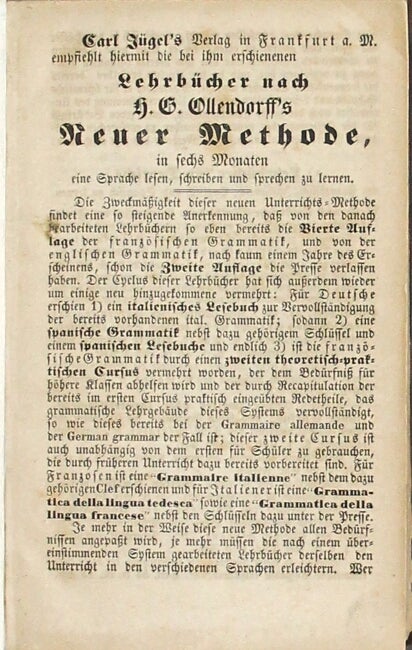 Carl Jügel's Verlag in Frankfurt a. M.
empfiehlt hiermit die bei ihm erschienenen
Lehrbücher nach
H. G. Ollendorff's
Neuer Methode,
in sechs Monaten
eine Sprache lesen, schreiben und sprechen zu lernen.
Die Zweckmäßigkeit dieser neuen Unterrichts-Methode
findet eine so steigende Anerkennung, daß von den danach
bearbeiteten Lehrbüchern so eben bereits die Vierte Auf-
lage der französischen Grammatik, und von der
englischen Grammatik, nach kaum einem Jahre des Er-
scheinens, schon die Zweite Auflage die Presse verlassen
haben. Der Cyclus dieser Lehrbücher hat sich außerdem wieder
um einige neu hinzugekommene vermehrt: Für Deutsche
erschien 1) ein italienisches Lesebuch zur Vervollständigung
der bereits vorhandenen ital. Grammatik; sodann 2) eine
spanische Grammatik nebst dazu gehörigen Schlüssel und
einem spanischen Lesebuche und endlich 3) ist die franzö-
sische Grammatik durch einen zweiten theoretisch-prak-
tischen Cursus vermehrt worden, der dem Bedürfniß für
höhere Klassen abhelfen wird und der durch Recapitulation der
bereits im ersten Cursus praktisch eingeübten Redetheile, das
grammatische Lehrgebäude dieses Systems vervollständigt,
so wie dieses bereits bei der Grammaire allemande und
der German grammar der Fall ist; dieser zweite Cursus ist
auch unabhängig von dem ersten für Schüler zu gebrauchen,
die durch früheren Unterricht dazu bereits vorbereitet sind. Für
Franzosen ist eine "Grammaire italienne" nebst dem dazu
gehörigen Clef erschienen und für Italiener ist eine "Gramma-
tica della lingua tedesca" sowie eine "Grammatica della
lingua francese" nebst den Schlüsseln dazu unter der Presse.
Je mehr in der Weise diese neue Methode allen Bedürf-
nissen angepaßt wird, je mehr müssen die nach einem über-
einstimmenden System gearbeiteten Lehrbücher derselben den
Unterricht in den verschiedenen Sprachen erleichtern. Wer